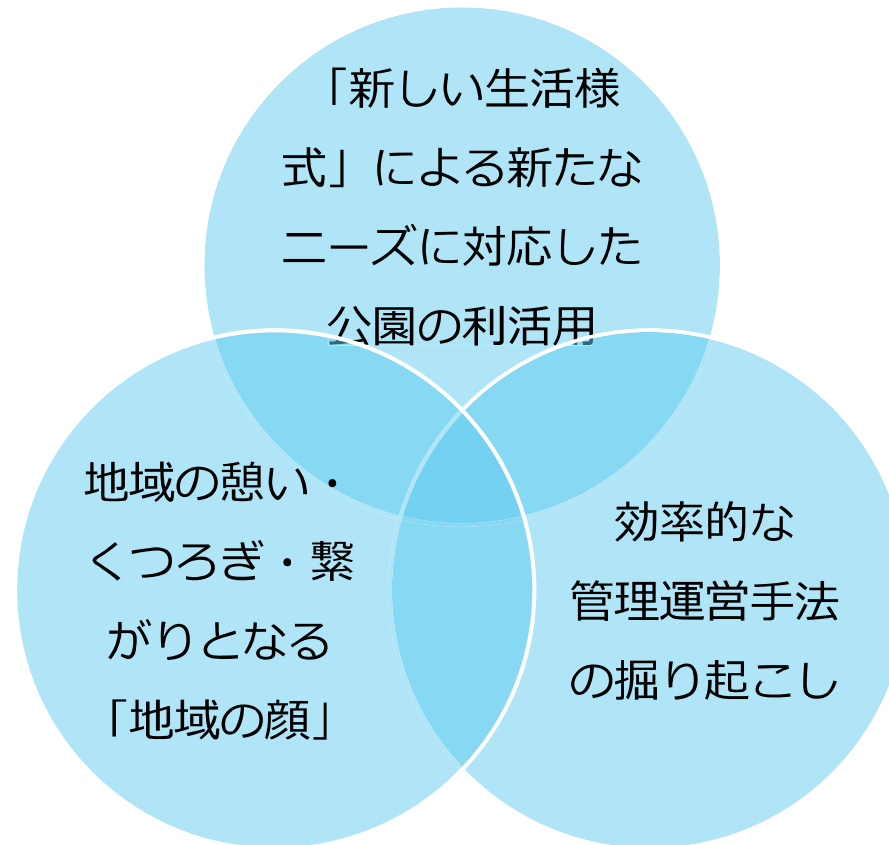 「新しい生活様
式」による新たな
ニーズに対応した
公園の利活用
地域の憩い・
くつろぎ・繋
がりとなる
「地域の顔」
効率的な
管理運営手法
の掘り起こし